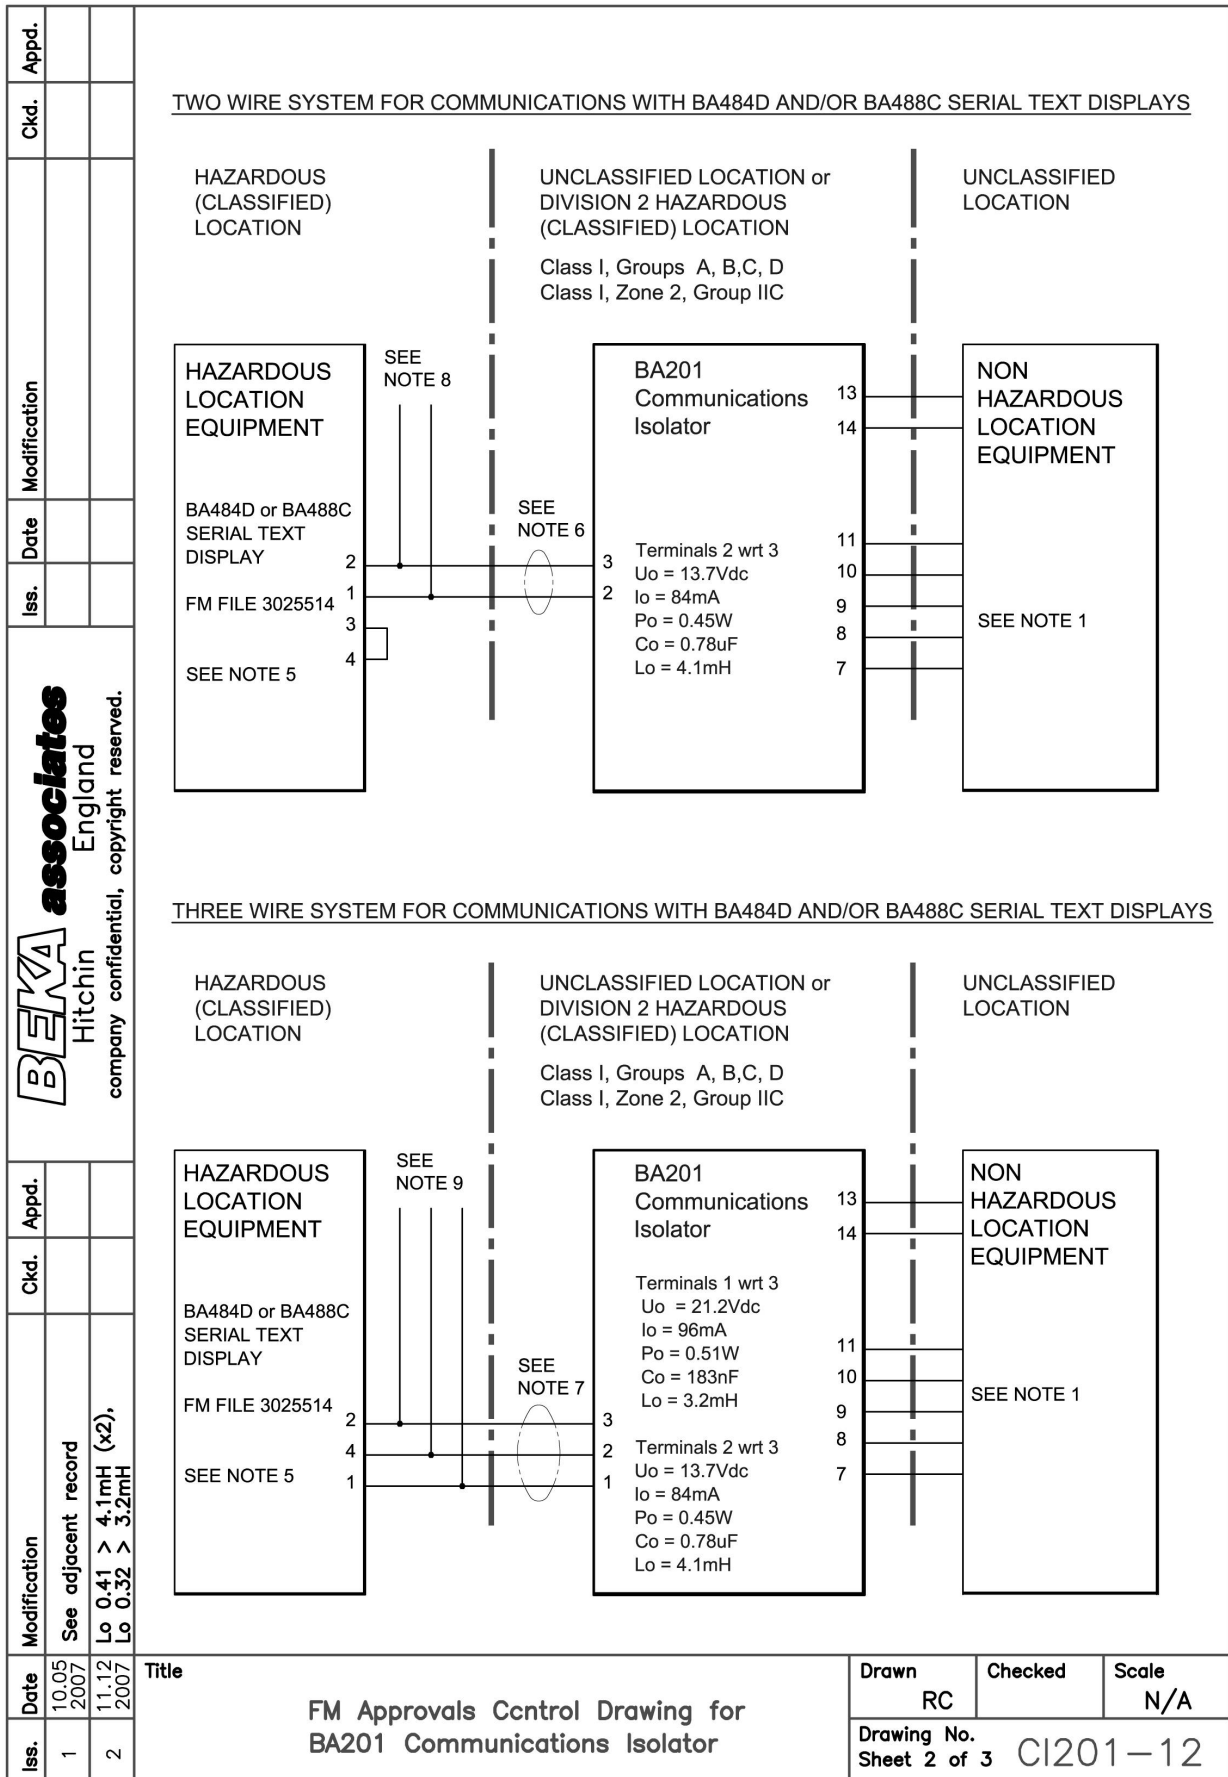 TWO WIRE SYSTEM FOR COMMUNICATIONS WITH BA484D AND/OR BA488C SERIAL TEXT DISPLAYS
HAZARDOUS
(CLASSIFIED)
LOCATION
UNCLASSIFIED LOCATION or
DIVISION 2 HAZARDOUS
(CLASSIFIED) LOCATION
Class I, Groups A, B,C, D
Class I, Zone 2, Group IIC
UNCLASSIFIED
LOCATION
HAZARDOUS
LOCATION
EQUIPMENT
BA484D or BA488C
SERIAL TEXT
DISPLAY
FM FILE 3025514
SEE NOTE 5
2
1
3
4
SEE
NOTE 8
SEE
NOTE 6
3
2
BA201
Communications
Isolator
Terminals 2 wrt 3
Uo = 13.7Vdc
Io = 84mA
Po = 0.45W
Co = 0.78uF
Lo = 4.1mH
13
14
11
10
9
8
7
NON
HAZARDOUS
LOCATION
EQUIPMENT
SEE NOTE 1
THREE WIRE SYSTEM FOR COMMUNICATIONS WITH BA484D AND/OR BA488C SERIAL TEXT DISPLAYS
HAZARDOUS
(CLASSIFIED)
LOCATION
UNCLASSIFIED LOCATION or
DIVISION 2 HAZARDOUS
(CLASSIFIED) LOCATION
Class I, Groups A, B,C, D
Class I, Zone 2, Group IIC
UNCLASSIFIED
LOCATION
HAZARDOUS
LOCATION
EQUIPMENT
BA484D or BA488C
SERIAL TEXT
DISPLAY
FM FILE 3025514
SEE NOTE 5
2
4
1
SEE
NOTE 9
SEE
NOTE 7
3
2
1
BA201
Communications
Isolator
Terminals 1 wrt 3
Uo = 21.2Vdc
Io = 96mA
Po = 0.51W
Co = 183nF
Lo = 3.2mH
Terminals 2 wrt 3
Uo = 13.7Vdc
Io = 84mA
Po = 0.45W
Co = 0.78uF
Lo = 4.1mH
13
14
11
10
9
8
7
NON
HAZARDOUS
LOCATION
EQUIPMENT
SEE NOTE 1
Iss. Date Modification Ckd. Appd.
BEKA associates
Hitchin England
company confidential, copyright reserved.
Iss. Date Modification Ckd. Appd.
1 10.05 2007 See adjacent record
2 11.12 2007 Lo 0.41 > 4.1mH (x2),
Lo 0.32 > 3.2mH
Title
FM Approvals Ccntrol Drawing for
BA201 Communications Isolator
Drawn
RC
Checked
Scale
N/A
Drawing No.
Sheet 2 of 3
CI201-12